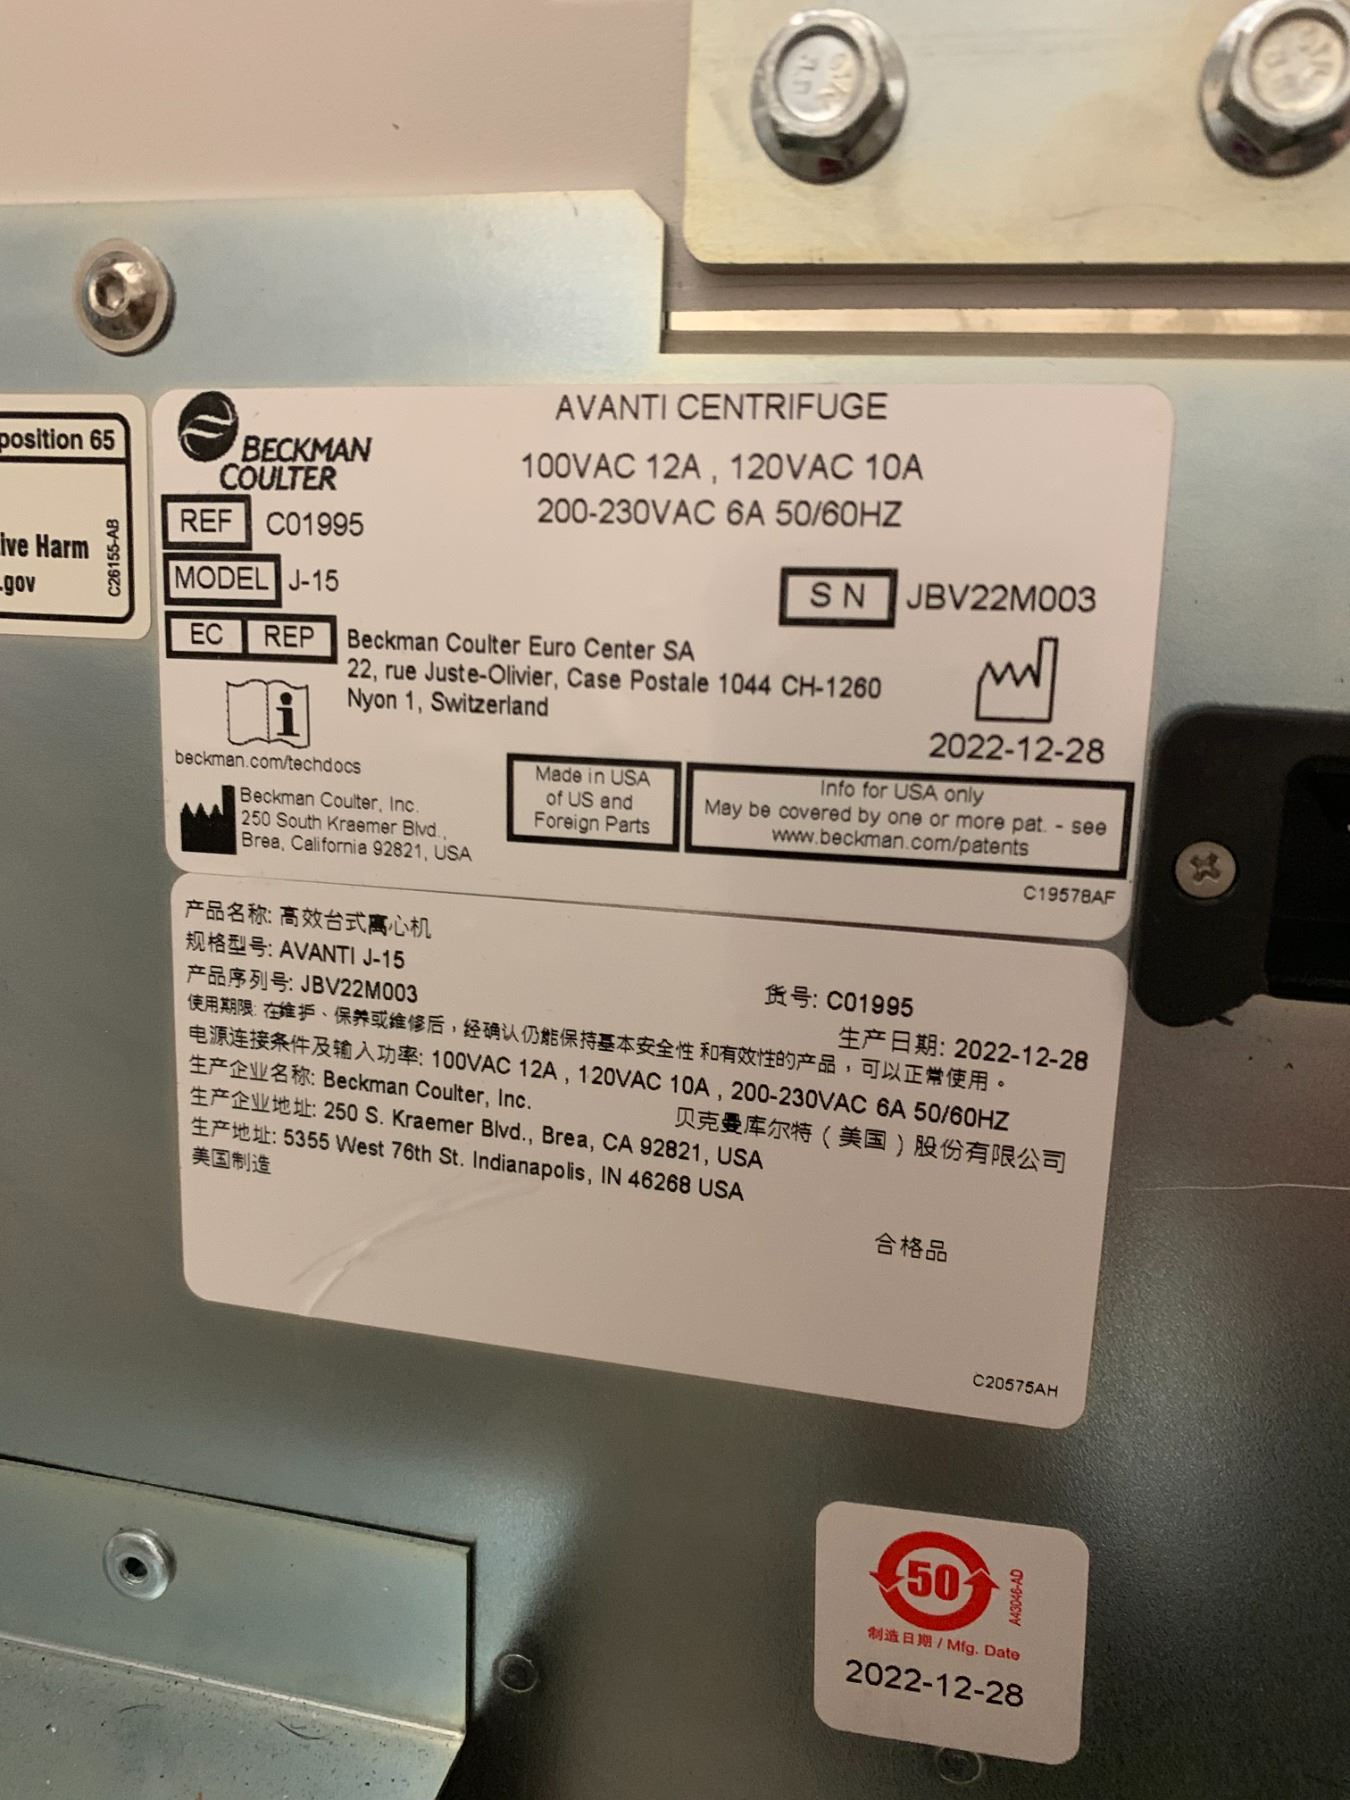 position 65
ive Harm
.gov
C26155-AB
BECKMAN
COULTER
AVANTI CENTRIFUGE
100VAC 12A , 120VAC 10A
200-230VAC 6A 50/60HZ
REF C01995
MODEL J-15
S N JBV22M003
EC REP Beckman Coulter Euro Center SA
22, rue Juste-Olivier, Case Postale 1044 CH-1260
Nyon 1, Switzerland
i
beckman.com/techdocs
2022-12-28
Beckman Coulter, Inc.
250 South Kraemer Blvd.,
Brea, California 92821, USA
Made in USA
of US and
Foreign Parts
Info for USA only
May be covered by one or more pat. - see
www.beckman.com/patents
C19578AF
产品名称: 高效台式离心机
规格型号: AVANTI J-15
产品序列号: JBV22M003
货号: C01995
生产日期: 2022-12-28
使用期限: 在维护、保养或维修后，经确认仍能保持基本安全性 和有效性的产品，可以正常使用。
电源连接条件及输入功率: 100VAC 12A , 120VAC 10A , 200-230VAC 6A 50/60HZ
生产企业名称: Beckman Coulter, Inc. 贝克曼库尔特（美国）股份有限公司
生产企业地址: 250 S. Kraemer Blvd., Brea, CA 92821, USA
生产地址: 5355 West 76th St. Indianapolis, IN 46268 USA
美国制造
合格品
C20575AH
50
A43046-AD
制造日期 / Mfg. Date
2022-12-28